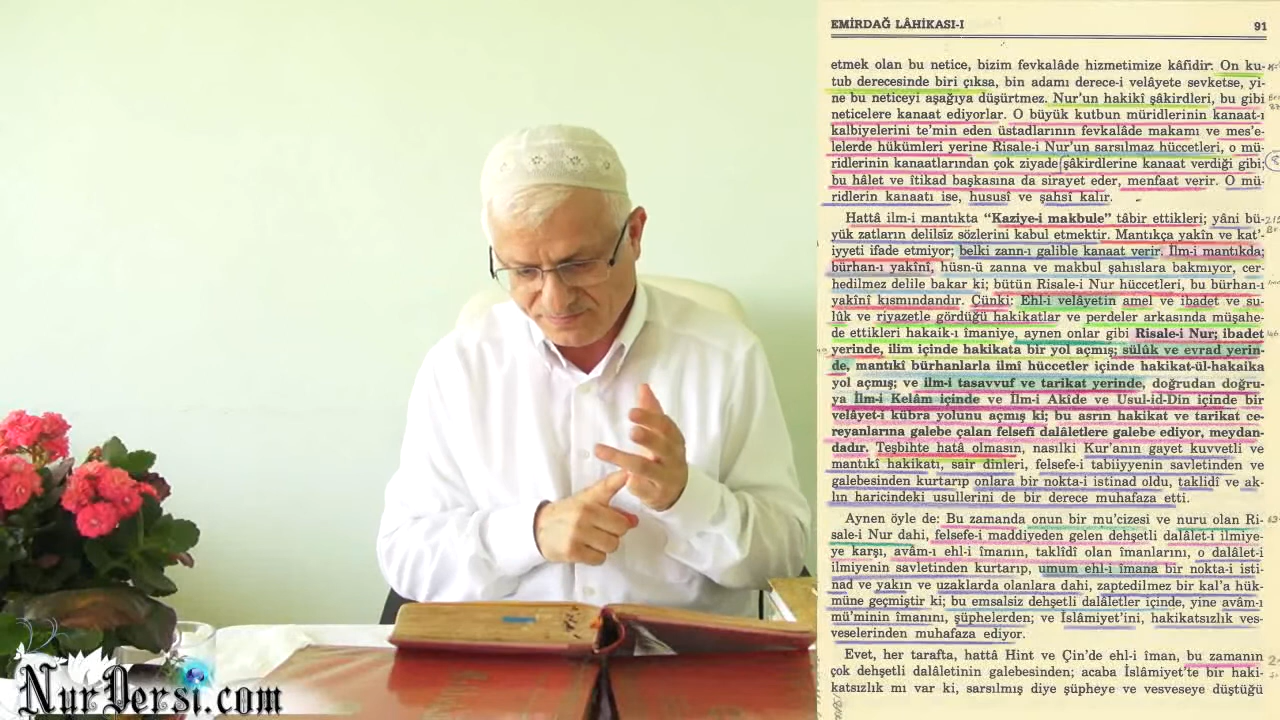 EMİRDAĞ LÂHİKASI-I 91
etmek olan bu netice, bizim fevkalâde hizmetimize kâfidir. On ku-
tub derecesinde biri çıksa, bin adamı derece-i velâyete sevketse, yi-
ne bu neticeyi aşağıya düşürtmez. Nur'un hakikî şâkirdleri, bu gibi
neticelere kanaat ediyorlar. O büyük kutbun müridlerinin kanaat-ı
kalbiyelerini te'min eden üstadlarının fevkalâde makamı ve mes'e-
lelerde hükümleri yerine Risale-i Nur'un sarsılmaz hüccetleri, o mü-
ridlerinin kanaatlarından çok ziyade şâkirdlerine kanaat verdiği gibi;
bu hâlet ve îtikad başkasına da sirayet eder, menfaat verir. O mü-
ridlerin kanaatı ise, hususî ve şahsî kalır.
Hattâ ilm-i mantıkta "Kaziye-i makbule" tâbir ettikleri; yâni bü-
yük zatların delilsiz sözlerini kabul etmektir. Mantıkça yakîn ve kat'-
iyyeti ifade etmiyor; belki zann-ı galible kanaat verir. İlm-i mantıkda;
bürhan-ı yakînî, hüsn-ü zanna ve makbul şahıslara bakmıyor, cer-
hedilmez delile bakar ki; bütün Risale-i Nur hüccetleri, bu bürhan-ı
yakînî kısmındandır. Çünki: Ehl-i velâyetin amel ve ibadet ve su-
lûk ve riyazetle gördüğü hakikatlar ve perdeler arkasında müşahe-
de ettikleri hakaik-ı îmaniye, aynen onlar gibi Risale-i Nur; ibadet
yerinde, ilim içinde hakikata bir yol açmış; sülûk ve evrad yerin-
de, mantıkî bürhanlarla ilmî hüccetler içinde hakikat-ül-hakaika
yol açmış; ve ilm-i tasavvuf ve tarikat yerinde, doğrudan doğru-
ya İlm-i Kelâm içinde ve İlm-i Akîde ve Usul-id-Din içinde bir
velâyet-i kübra yolunu açmış ki; bu asrın hakikat ve tarikat ce-
reyanlarına galebe çalan felsefî dalâletlere galebe ediyor, meydan-
dadır. Teşbihte hatâ olmasın, nasılki Kur'anın gayet kuvvetli ve
mantıkî hakikatı, sair dinleri, felsefe-i tabiiyyenin savletinden ve
galebesinden kurtarıp onlara bir nokta-i istinad oldu, taklidî ve ak-
lın haricindeki usullerini de bir derece muhafaza etti.
Aynen öyle de: Bu zamanda onun bir mu'cizesi ve nuru olan Ri-
sale-i Nur dahi, felsefe-i maddiyeden gelen dehşetli dalâlet-i ilmiye-
ye karşı, avâm-ı ehl-i îmanın, taklîdî olan îmanlarını, o dalâlet-i
ilmiyenin savletinden kurtarıp, umum ehl-i îmana bir nokta-i isti-
nad ve yakın ve uzaklarda olanlara dahi, zaptedilmez bir kal'a hük-
müne geçmiştir ki; bu emsalsiz dehşetli dalâletler içinde, yine avâm-ı
mü'minin imanını, şüphelerden; ve İslâmiyet'ini, hakikatsızlık ves-
veselerinden muhafaza ediyor.
Evet, her tarafta, hattâ Hint ve Çin'de ehl-i îman, bu zamanın
çok dehşetli dalâletinin galebesinden; acaba İslâmiyet'te bir haki-
katsızlık mı var ki, sarsılmış diye şüpheye ve vesveseye düştüğü
NurDersi.com